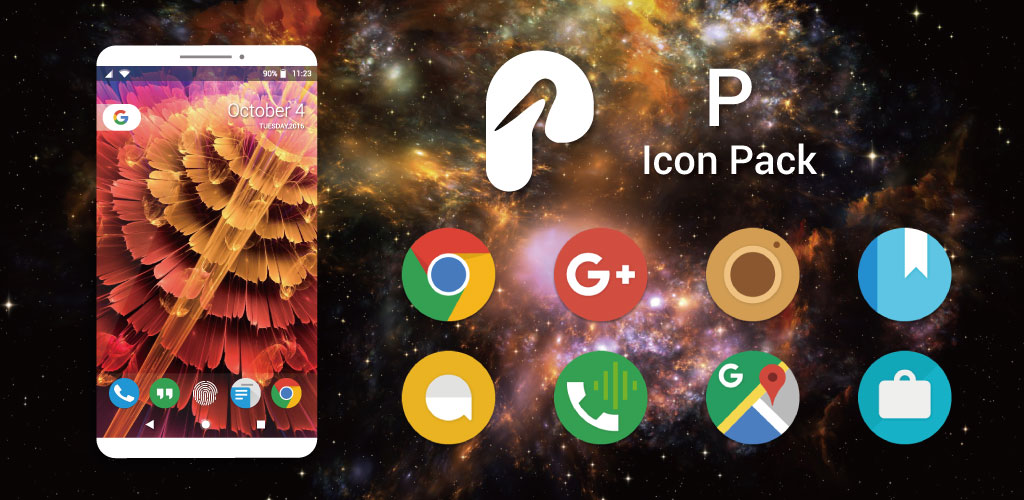 90% 11:23
G
October 4
TUESDAY,2016
P
Icon Pack
G+
G